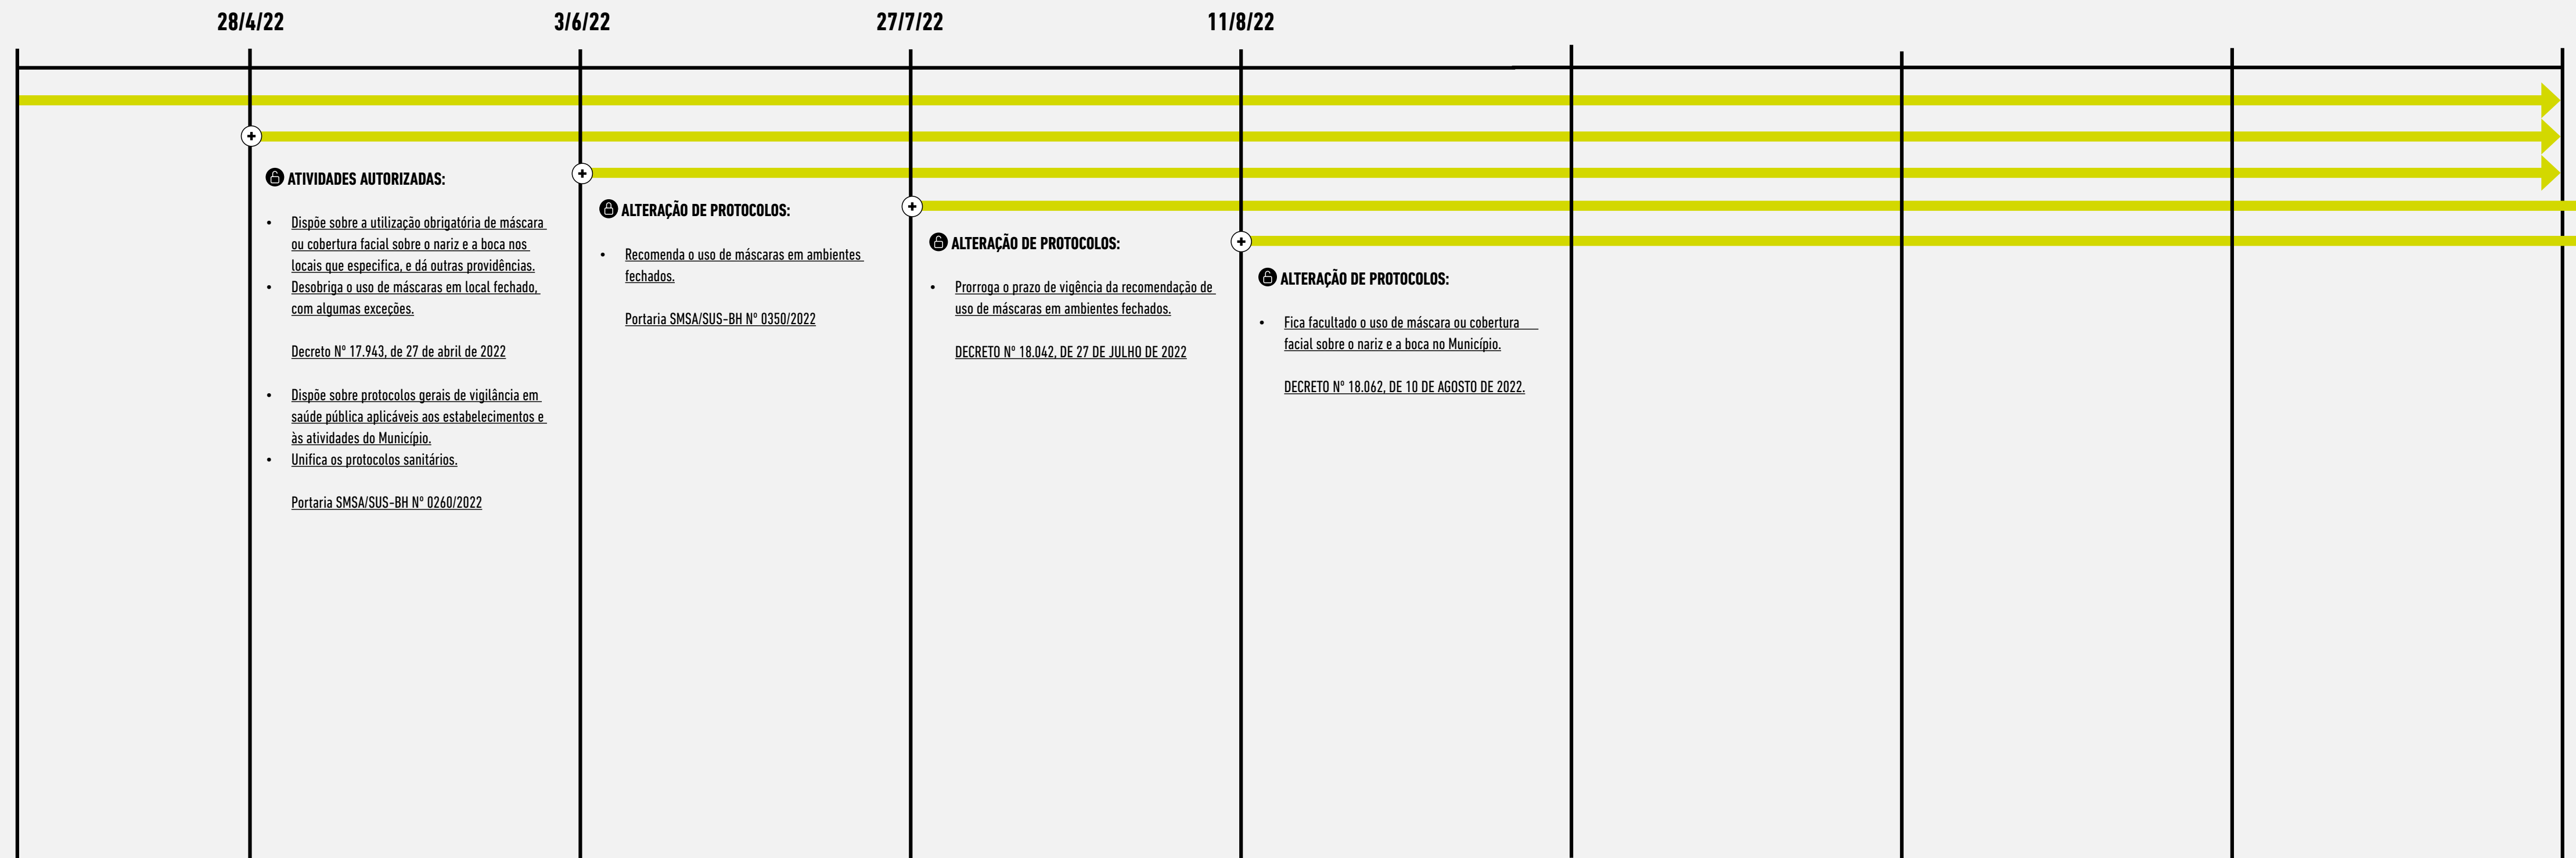 28/4/22
3/6/22
27/7/22
11/8/22
ATIVIDADES AUTORIZADAS:
• Dispõe sobre a utilização obrigatória de máscara
ou cobertura facial sobre o nariz e a boca nos
locais que especifica, e dá outras providências.
• Desobriga o uso de máscaras em local fechado,
com algumas exceções.
Decreto Nº 17.943, de 27 de abril de 2022
• Dispõe sobre protocolos gerais de vigilância em
saúde pública aplicáveis aos estabelecimentos e
às atividades do Município.
• Unifica os protocolos sanitários.
Portaria SMSA/SUS-BH Nº 0260/2022
ALTERAÇÃO DE PROTOCOLOS:
• Recomenda o uso de máscaras em ambientes
fechados.
Portaria SMSA/SUS-BH Nº 0350/2022
ALTERAÇÃO DE PROTOCOLOS:
• Prorroga o prazo de vigência da recomendação de
uso de máscaras em ambientes fechados.
DECRETO Nº 18.042, DE 27 DE JULHO DE 2022
ALTERAÇÃO DE PROTOCOLOS:
• Fica facultado o uso de máscara ou cobertura
facial sobre o nariz e a boca no Município.
DECRETO Nº 18.062, DE 10 DE AGOSTO DE 2022.